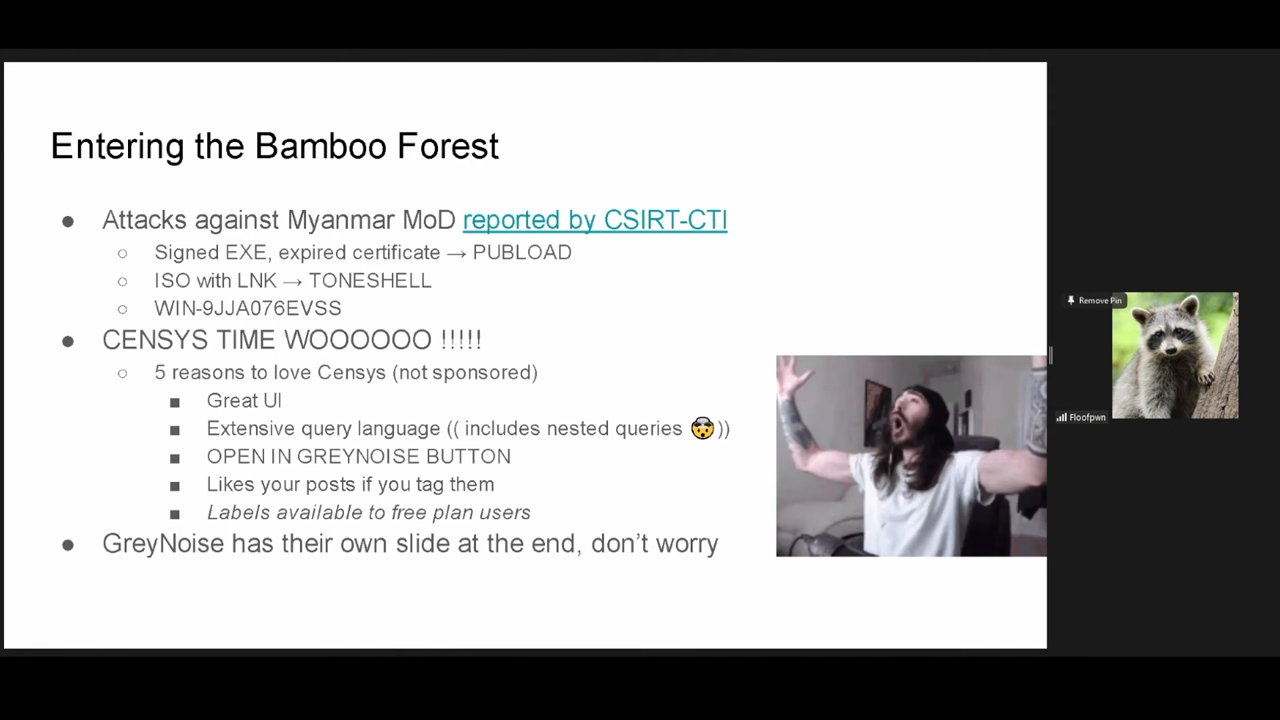 Entering the Bamboo Forest
● Attacks against Myanmar MoD reported by CSIRT-CTI
○ Signed EXE, expired certificate → PUBLOAD
○ ISO with LNK → TONESHELL
○ WIN-9JJA076EVSS
● CENSYS TIME WOOOOOO !!!!!
○ 5 reasons to love Censys (not sponsored)
■ Great UI
■ Extensive query language (( includes nested queries 🤯))
■ OPEN IN GREYNOISE BUTTON
■ Likes your posts if you tag them
■ Labels available to free plan users
● GreyNoise has their own slide at the end, don’t worry
Remove Pin
Floofpwn